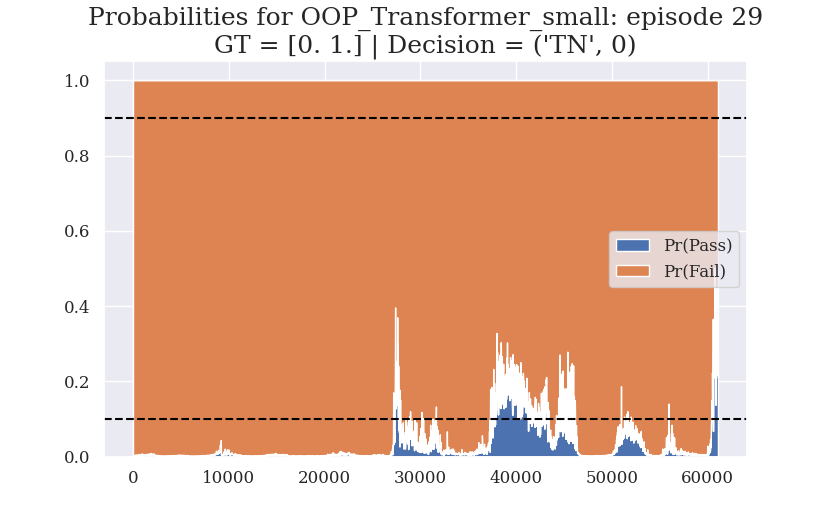 Probabilities for OOP_Transformer_small: episode 29
GT = [0. 1.] | Decision = ('TN', 0)
1.0
0.8
0.6
0.4
0.2
0.0
Pr(Pass)
Pr(Fail)
0 10000 20000 30000 40000 50000 60000